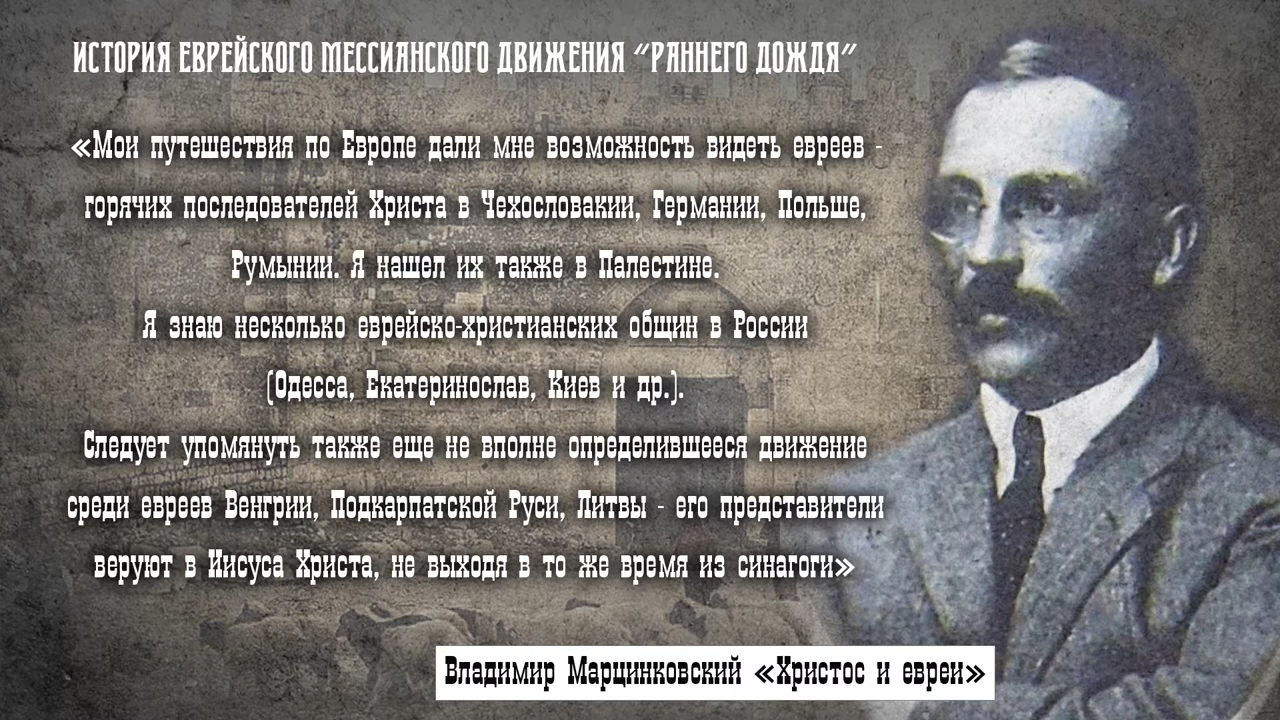 ИСТОРИЯ ЕВРЕЙСКОГО МЕССИАНСКОГО ДВИЖЕНИЯ “РАННЕГО ДОЖДЯ”
«Мои путешествия по Европе дали мне возможность видеть евреев -
горячих последователей Христа в Чехословакии, Германии, Польше,
Румынии. Я нашел их также в Палестине.
Я знаю несколько еврейско-христианских общин в России
(Одесса, Екатеринослав, Киев и др.).
Следует упомянуть также еще не вполне определившееся движение
среди евреев Венгрии, Подкарпатской Руси, Литвы - его представители
веруют в Иисуса Христа, не выходя в то же время из синагоги»
Владимир Марцинковский «Христос и евреи»